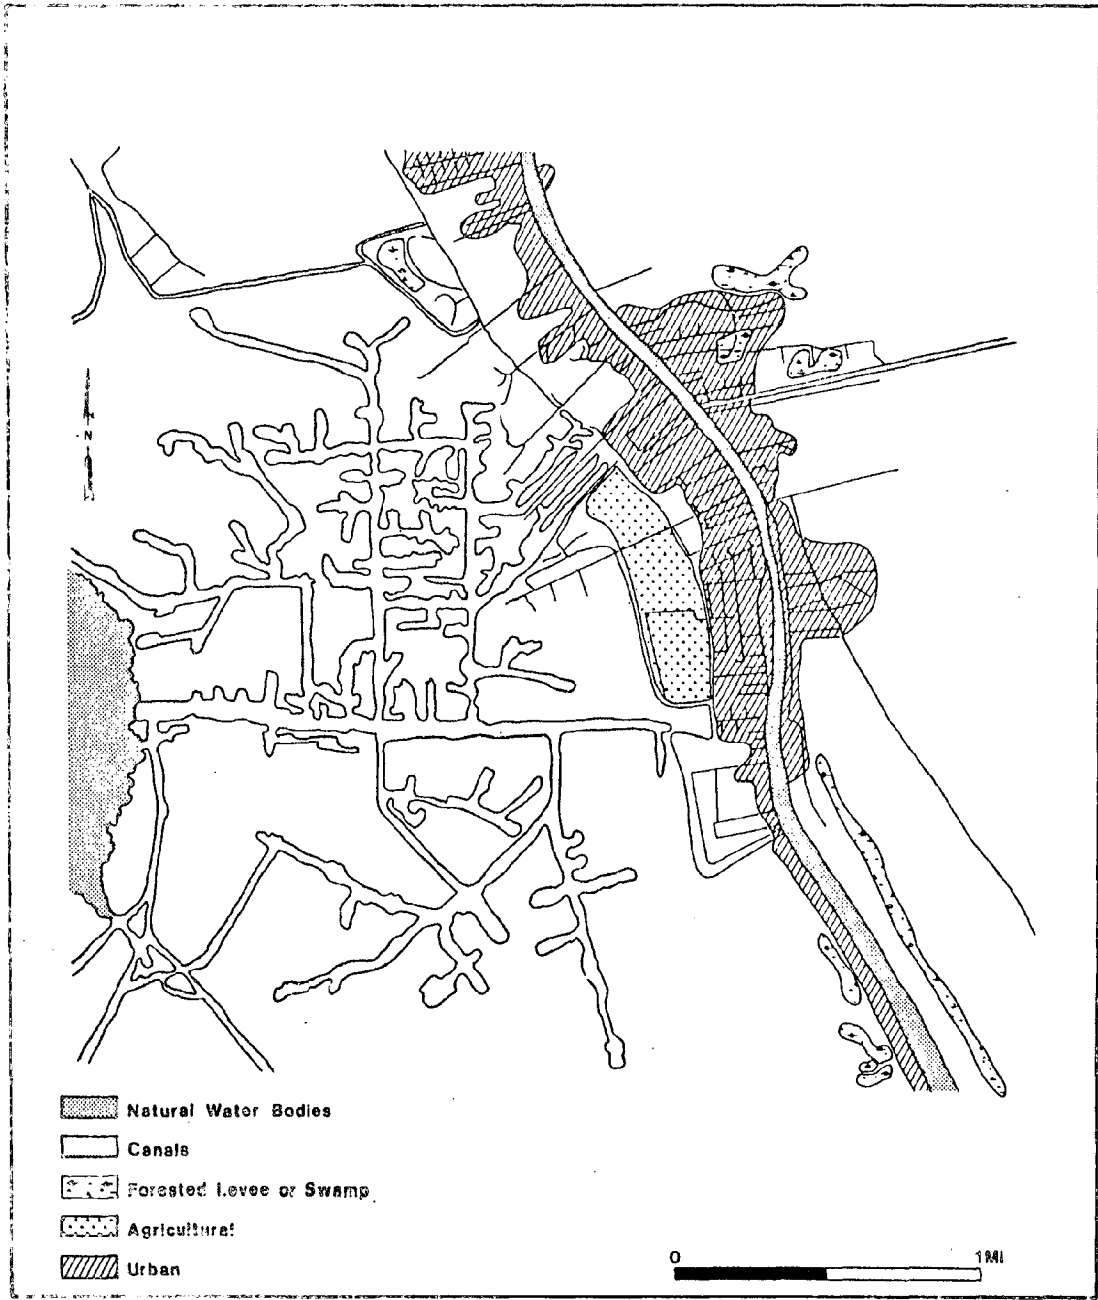 N
Natural Water Bodies
Canals
Forested Levee or Swamp
Agricultural
Urban
0 1MI